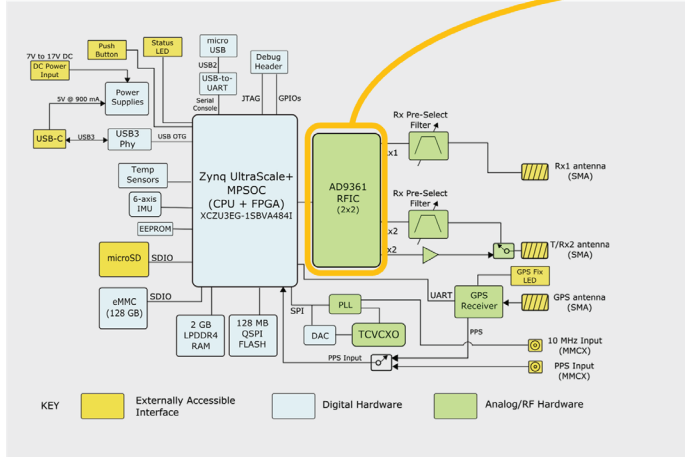 7V to 17V DC
DC Power
Input
Push
Button
Status
LED
micro
USB
USB2
USB-to-
UART
Serial
Console
Debug
Header
JTAG
GPIOs
5V @ 900 mA
Power
Supplies
USB-C
USB3
USB3
Phy
USB OTG
Temp
Sensors
6-axis
IMU
EEPROM
microSD
SDIO
eMMC
(128 GB)
SDIO
Zynq UltraScale+
MPSOC
(CPU + FPGA)
XCZU3EG-1SBVA484I
2 GB
LPDDR4
RAM
128 MB
QSPI
FLASH
AD9361
RFIC
(2x2)
x1
Rx Pre-Select
Filter
Rx1 antenna
(SMA)
Rx Pre-Select
Filter
x2
x2
T/Rx2 antenna
(SMA)
GPS Fix
LED
UART
GPS
Receiver
GPS antenna
(SMA)
SPI
PLL
DAC
TCVCXO
PPS
PPS Input
10 MHz Input
(MMCX)
PPS Input
(MMCX)
KEY
Externally Accessible
Interface
Digital Hardware
Analog/RF Hardware